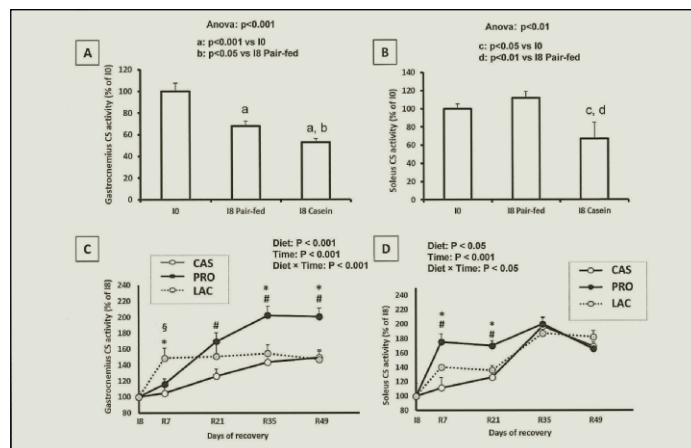 Anova: p<0.001
A
a: p<0.001 vs I0
b: p<0.05 vs I8 Pair-fed
Gastrocnemius CS activity (% of I0)
120
100
80
60
40
20
0
a
a, b
I0
I8 Pair-fed
I8 Casein
Anova: p<0.01
B
c: p<0.05 vs I0
d: p<0.01 vs I8 Pair-fed
Soleus CS activity (% of I0)
140
120
100
80
60
40
20
0
c, d
I0
I8 Pair-fed
I8 Casein
C
Diet: P < 0.001
Time: P < 0.001
Diet × Time: P < 0.001
CAS
PRO
LAC
Gastrocnemius CS activity (% of I8)
240
220
200
180
160
140
120
100
80
§
*
#
*
#
*
#
I8
R7
R21
R35
R49
Days of recovery
D
Diet: P < 0.05
Time: P < 0.001
Diet × Time: P < 0.05
CAS
PRO
LAC
Soleus CS activity (% of I8)
240
220
200
180
160
140
120
100
80
*
#
*
#
I8
R7
R21
R35
R49
Days of recovery